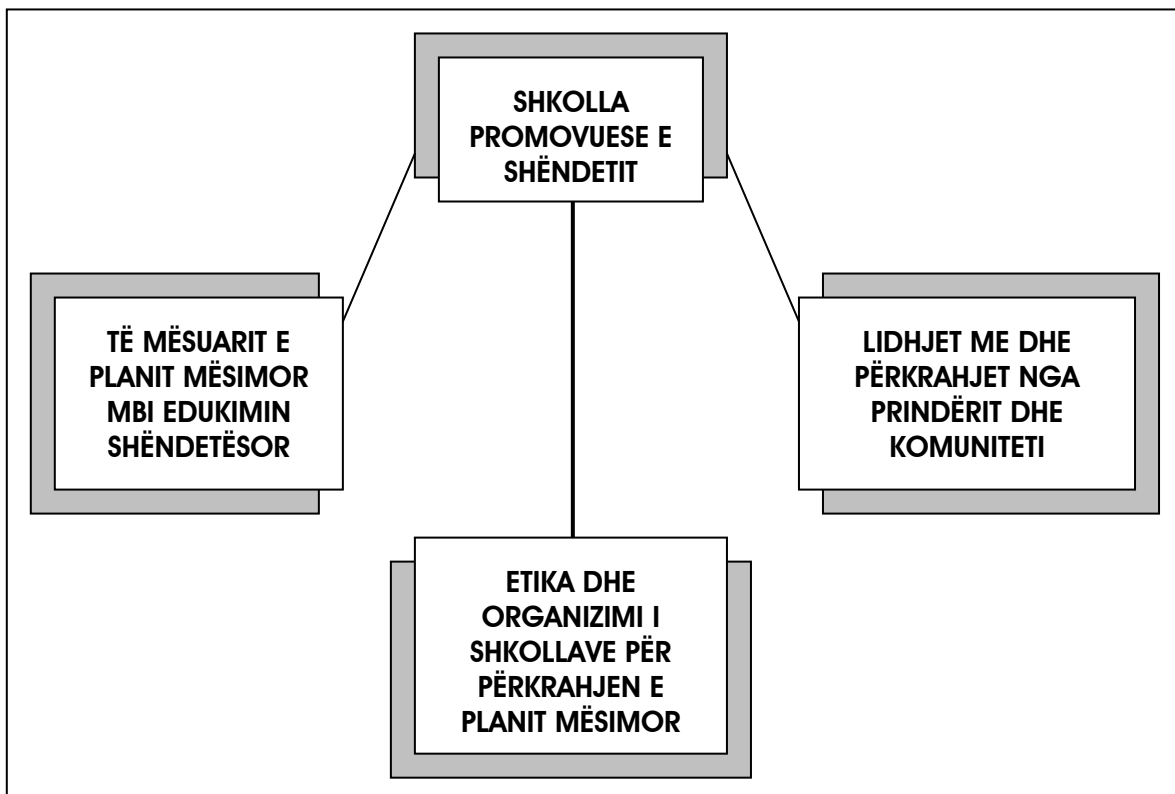 SHKOLLA
PROMOVUESE E
SHËNDETIT
TË MËSUARIT E
PLANIT MËSIMOR
MBI EDUKIMIN
SHËNDETËSOR
LIDHJET ME DHE
PËRKRAHJET NGA
PRINDËRIT DHE
KOMUNITETI
ETIKA DHE
ORGANIZIMI I
SHKOLLAVE PËR
PËRKRAHJEN E
PLANIT MËSIMOR